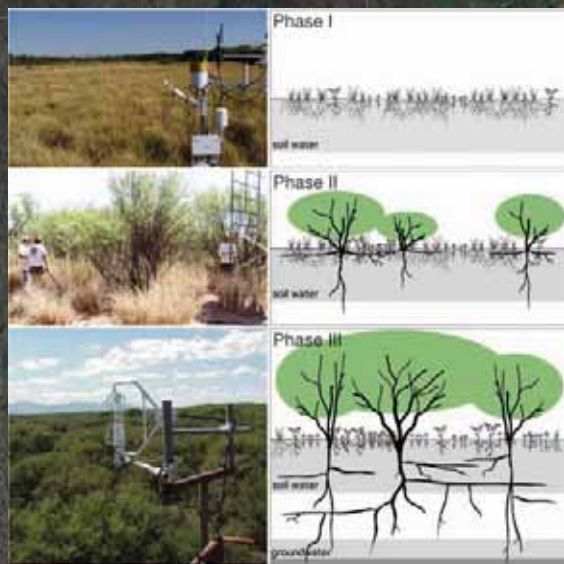 Phase I
soil water
Phase II
soil water
Phase III
soil water
groundwater